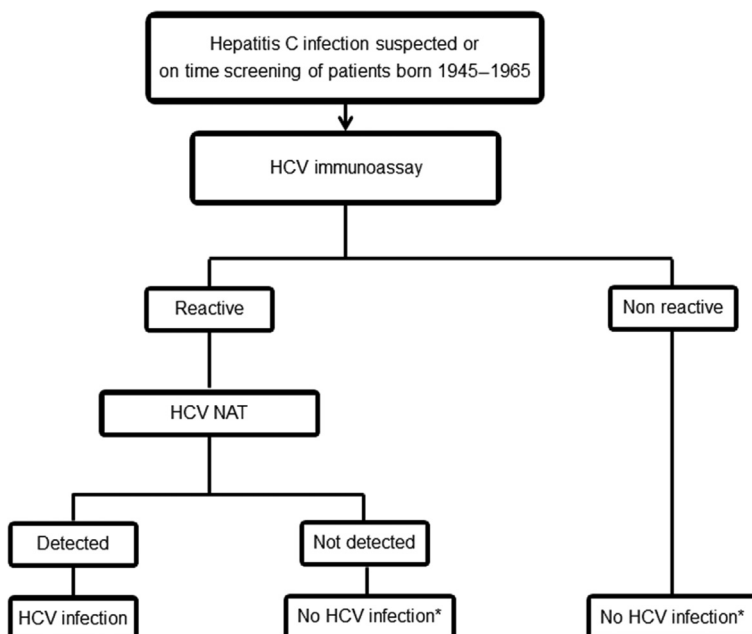 Hepatitis C infection suspected or
on time screening of patients born 1945–1965
HCV immunoassay
Reactive
Non reactive
HCV NAT
Detected
Not detected
HCV infection
No HCV infection*
No HCV infection*